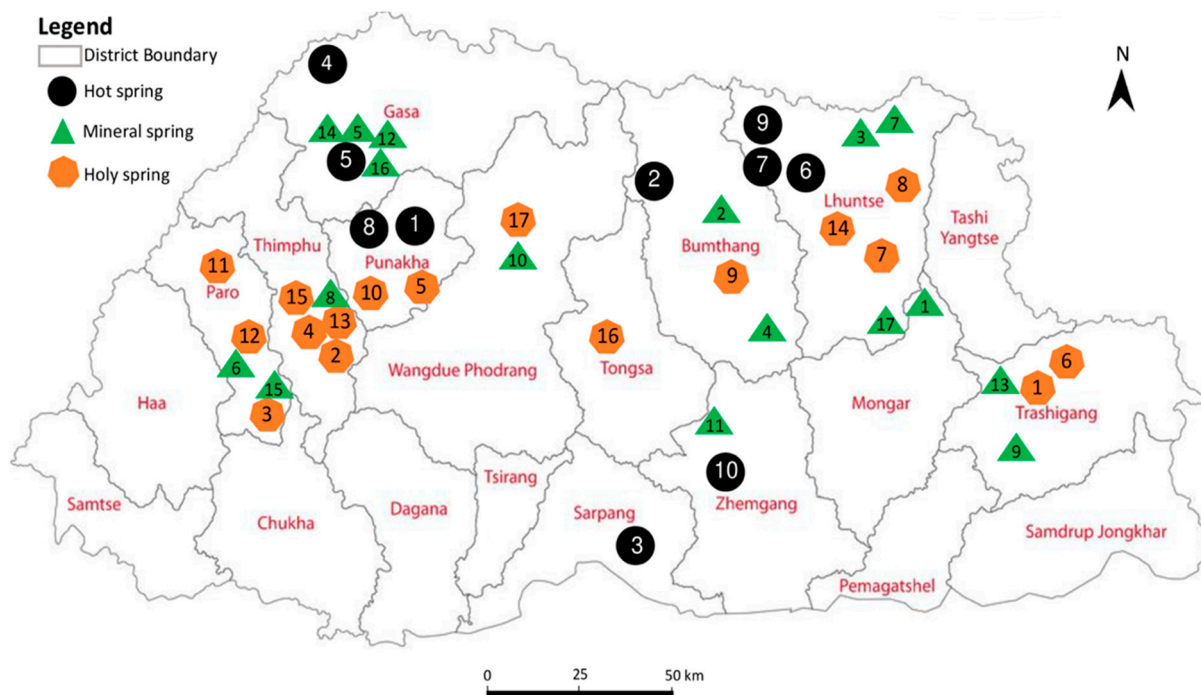 Legend
District Boundary
Hot spring
Mineral spring
Holy spring
N
4
Gasa
14
5
12
5
16
9
3
7
7
6
2
8
Lhuntse
2
14
Tashi
Yangtse
17
8
1
Thimphu
Punakha
10
Bumthang
7
11
Paro
9
5
10
15
8
1
13
4
17
4
16
12
2
6
Wangdue Phodrang
Tongsa
6
13
1
15
Haa
Mongar
Trashigang
3
11
9
10
Tsirang
Zhemgang
Samtse
Chukha
Dagana
Sarpang
Samdrup Jongkhar
3
Pemagatshel
0 25 50 km